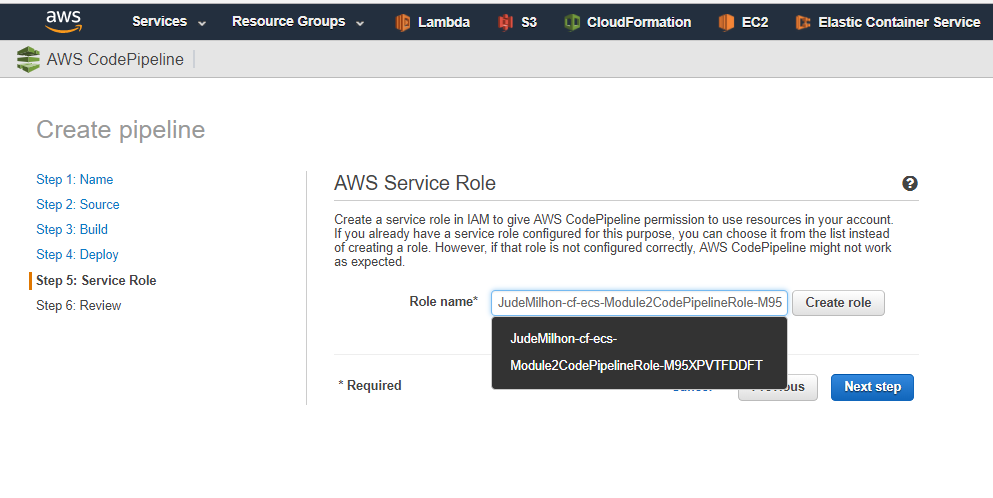 aws Services Resource Groups Lambda S3 CloudFormation EC2 Elastic Container Service
AWS CodePipeline
Create pipeline
Step 1: Name
Step 2: Source
Step 3: Build
Step 4: Deploy
Step 5: Service Role
Step 6: Review
AWS Service Role
Create a service role in IAM to give AWS CodePipeline permission to use resources in your account.
If you already have a service role configured for this purpose, you can choose it from the list instead
of creating a role. However, if that role is not configured correctly, AWS CodePipeline might not work
as expected.
Role name* JudeMilhon-cf-ecs-Module2CodePipelineRole-M95 Create role
JudeMilhon-cf-ecs-
Module2CodePipelineRole-M95XPVTFDDFT
* Required Next step